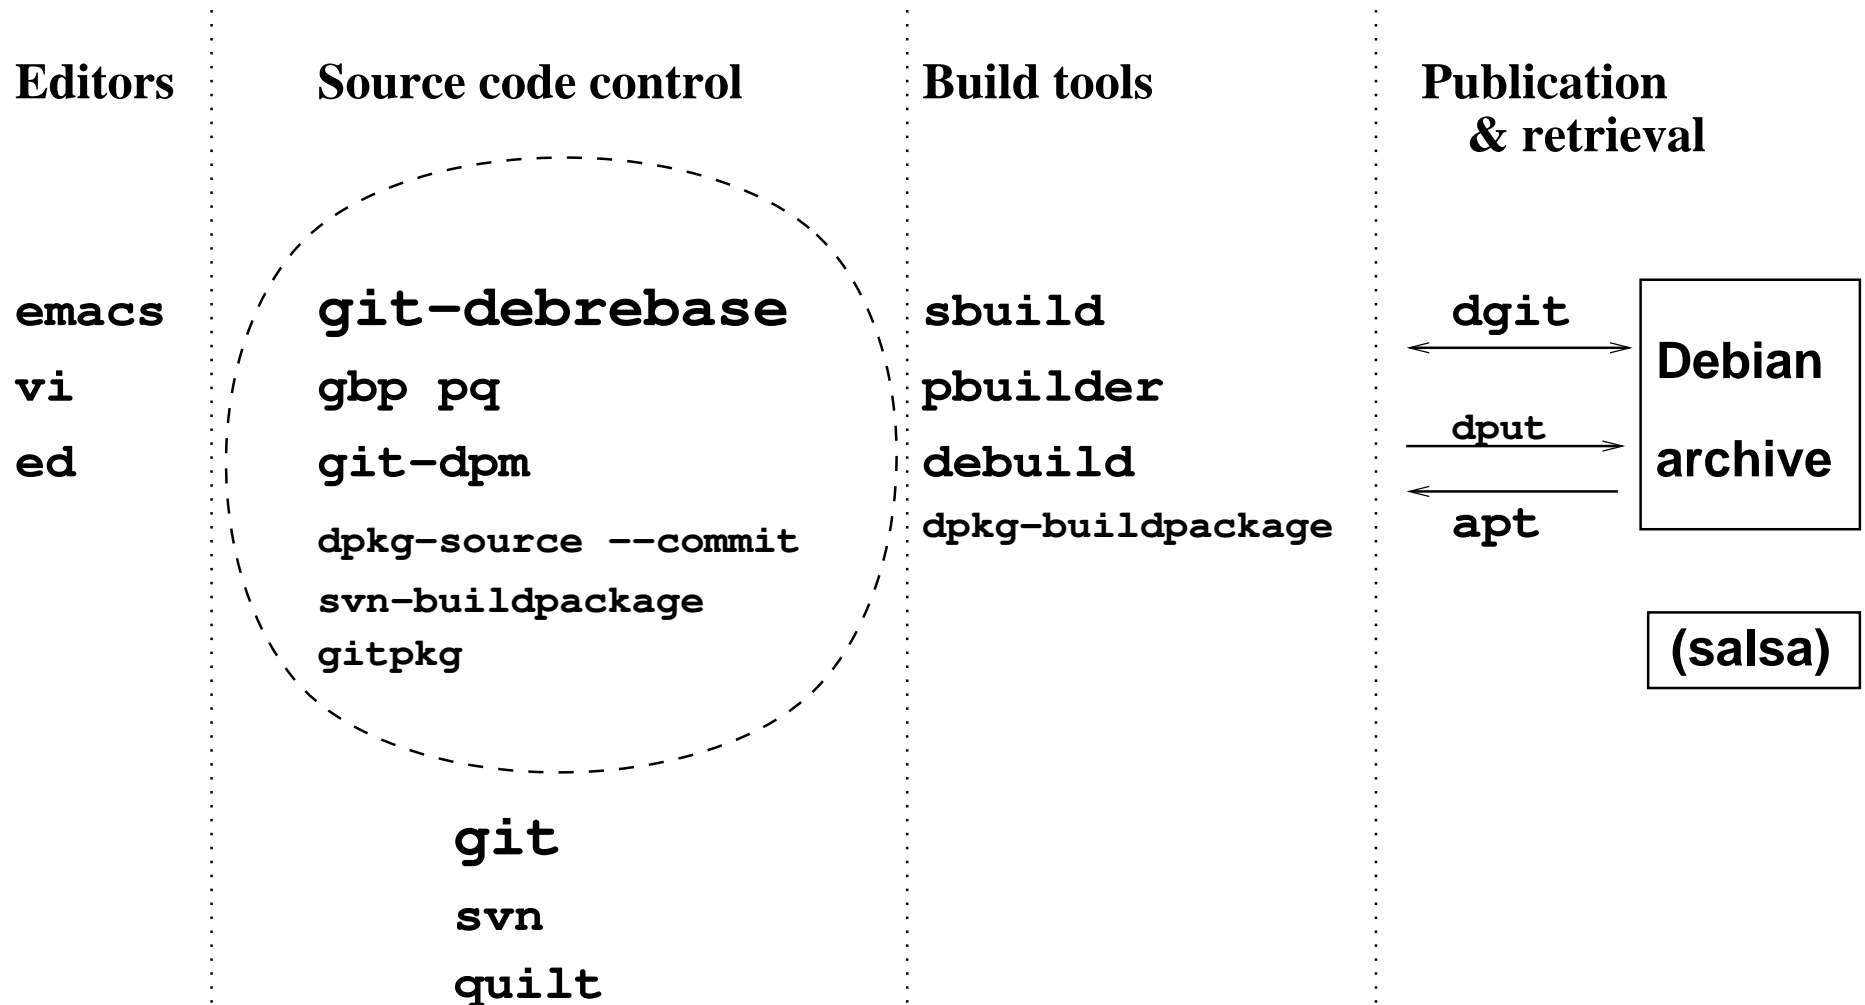 Editors
Source code control
Build tools
Publication
& retrieval
emacs
vi
ed
git-debrebase
gbp pq
git-dpm
dpkg-source --commit
svn-buildpackage
gitpkg
git
svn
quilt
sbuild
pbuilder
debuild
dpkg-buildpackage
dgit
dput
apt
Debian
archive
(salsa)